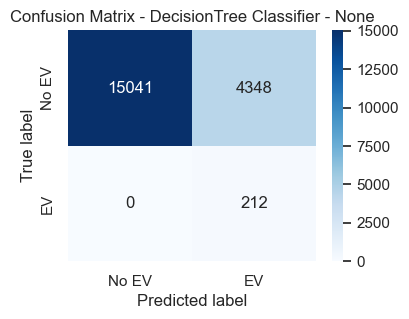 Confusion Matrix - DecisionTree Classifier - None
True label
No EV
EV
15041
4348
0
212
No EV
EV
Predicted label
15000
12500
10000
7500
5000
2500
0